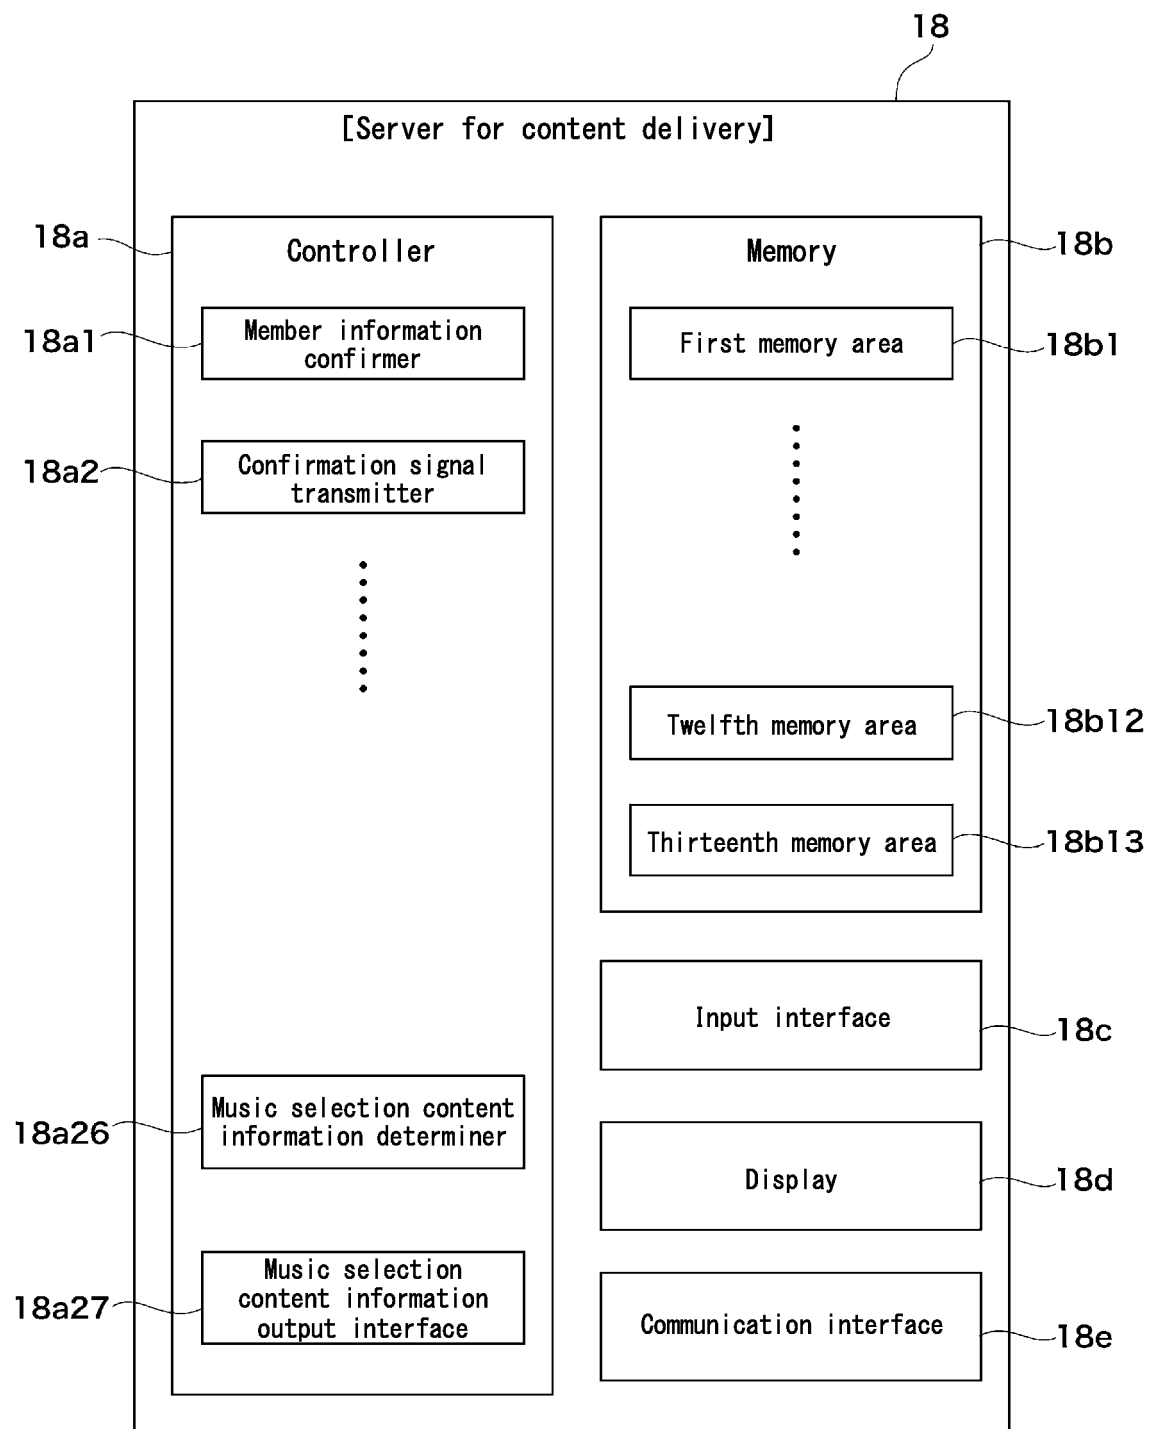 18
[Server for content delivery]
18a
Controller
18a1
Member information
confirmer
18a2
Confirmation signal
transmitter
18a26
Music selection content
information determiner
18a27
Music selection
content information
output interface
Memory
18b
First memory area
18b1
Twelfth memory area
18b12
Thirteenth memory area
18b13
Input interface
18c
Display
18d
Communication interface
18e